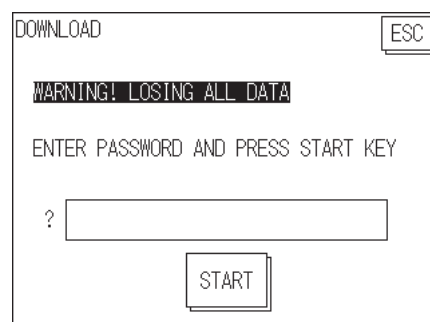 DOWNLOAD
ESC
WARNING! LOSING ALL DATA
ENTER PASSWORD AND PRESS START KEY
?
START